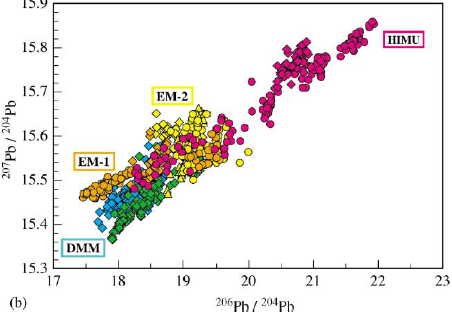 15.9
15.8
15.7
15.6
15.5
15.4
15.3
207Pb / 204Pb
HIMU
EM-2
EM-1
DMM
17 18 19 20 21 22 23
(b) 206Pb / 204Pb